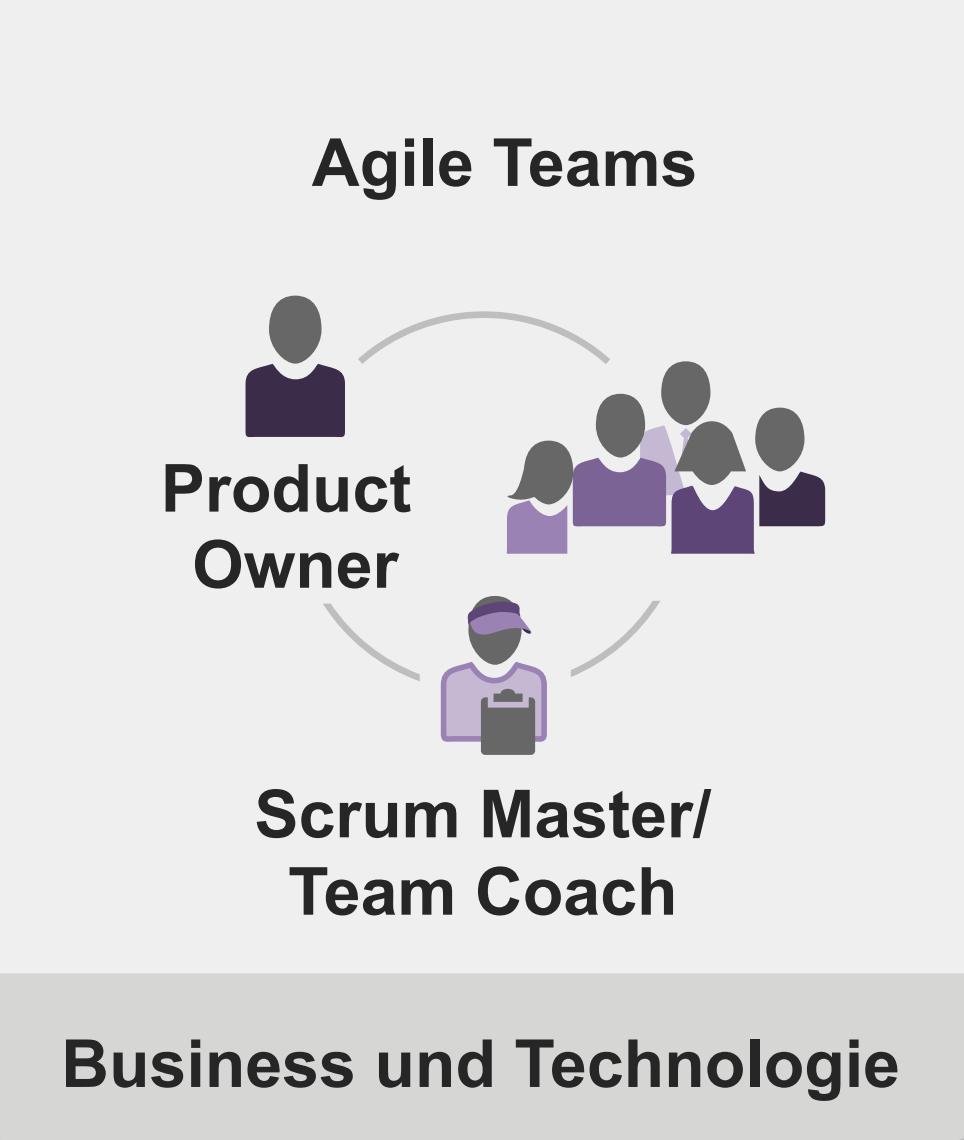 Agile Teams
Product
Owner
Scrum Master/
Team Coach
Business und Technologie